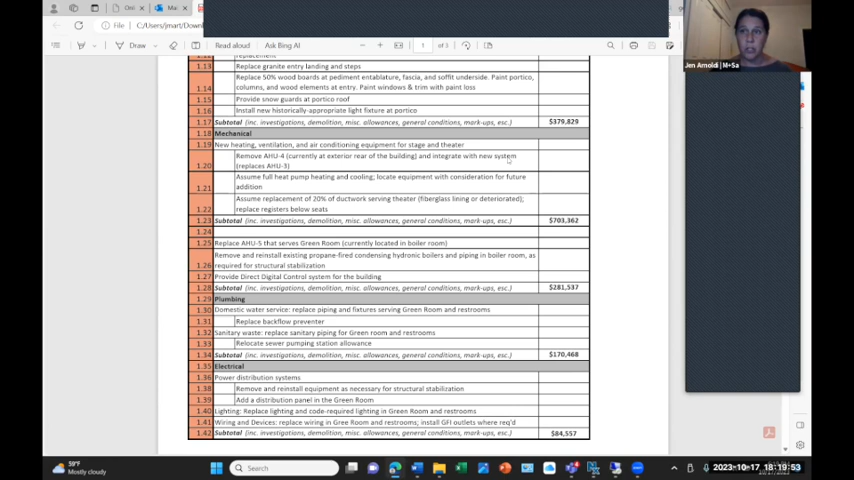 File
C:/Users/jmart/Down
Draw
Read aloud
Ask Bing AI
1
of 3
Jen Arnoldi | M+Sa
replacement
1.13 Replace granite entry landing and steps
Replace 50% wood boards at pediment entablature, fascia, and soffit underside. Paint portico,
1.14 columns, and wood elements at entry. Paint windows & trim with paint loss
1.15 Provide snow guards at portico roof
1.16 Install new historically-appropriate light fixture at portico
1.17 Subtotal (inc. investigations, demolition, misc. allowances, general conditions, mark-ups, esc.) $379,829
1.18 Mechanical
1.19 New heating, ventilation, and air conditioning equipment for stage and theater
Remove AHU-4 (currently at exterior rear of the building) and integrate with new system
1.20 (replaces AHU-3)
Assume full heat pump heating and cooling; locate equipment with consideration for future
1.21 addition
Assume replacement of 20% of ductwork serving theater (fiberglass lining or deteriorated);
1.22 replace registers below seats
1.23 Subtotal (inc. investigations, demolition, misc. allowances, general conditions, mark-ups, esc.) $703,362
1.24
1.25 Replace AHU-5 that serves Green Room (currently located in boiler room)
Remove and reinstall existing propane-fired condensing hydronic boilers and piping in boiler room, as
1.26 required for structural stabilization
1.27 Provide Direct Digital Control system for the building
1.28 Subtotal (inc. investigations, demolition, misc. allowances, general conditions, mark-ups, esc.) $281,537
1.29 Plumbing
1.30 Domestic water service: replace piping and fixtures serving Green Room and restrooms
1.31 Replace backflow preventer
1.32 Sanitary waste: replace sanitary piping for Green room and restrooms
1.33 Relocate sewer pumping station allowance
1.34 Subtotal (inc. investigations, demolition, misc. allowances, general conditions, mark-ups, esc.) $170,468
1.35 Electrical
1.36 Power distribution systems
1.38 Remove and reinstall equipment as necessary for structural stabilization
1.39 Add a distribution panel in the Green Room
1.40 Lighting: Replace lighting and code-required lighting in Green Room and restrooms
1.41 Wiring and Devices: replace wiring in Gree Room and restrooms; install GFI outlets where req'd
1.42 Subtotal (inc. investigations, demolition, misc. allowances, general conditions, mark-ups, esc.) $84,557
59°F
Mostly cloudy
Search
2023-10-17 18:19:53